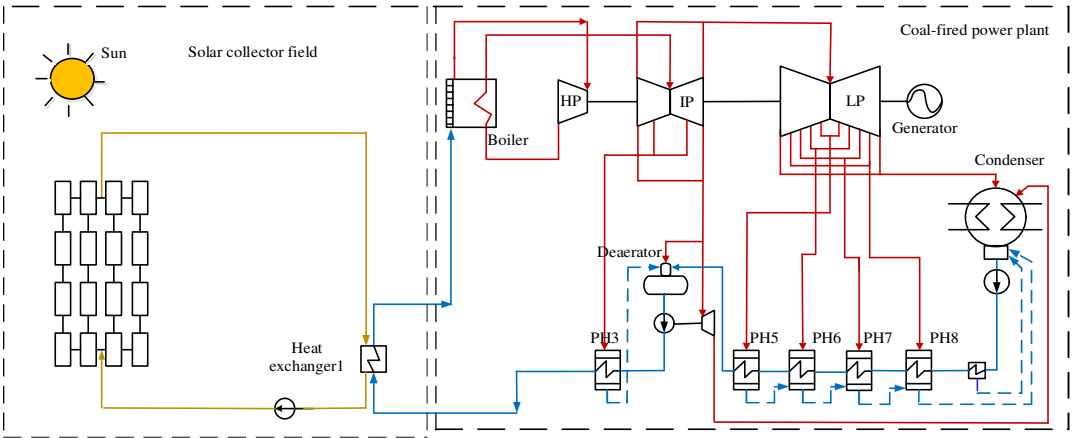 Sun
Solar collector field
Coal-fired power plant
HP
IP
LP
Boiler
Generator
Condenser
Deaerator
PH3
PH5
PH6
PH7
PH8
Heat
exchanger1